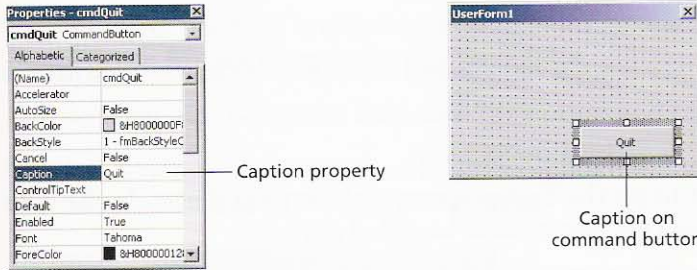 Properties - cmdQuit
cmdQuit CommandButton
Alphabetic Categorized
(Name) cmdQuit
Accelerator
AutoSize False
BackColor &H8000000F&
BackStyle 1 - fmBackStyleO
Cancel False
Caption Quit
ControlTipText
Default False
Enabled True
Font Tahoma
ForeColor &H80000012&
Caption property
UserForm1
Quit
Caption on
command button